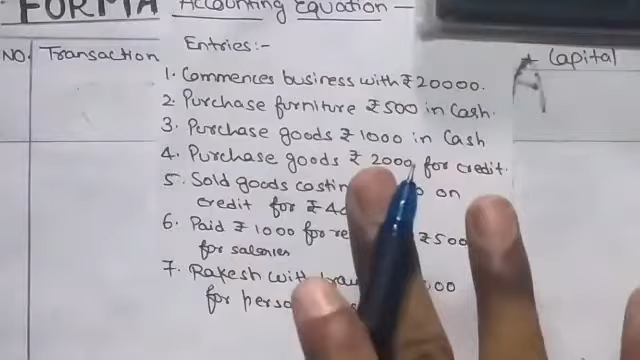 FORMA Accounting Equation -
Entries:-
NO. Transaction
+ Capital
1. Commences business with ₹20000.
2. Purchase furniture ₹500 in Cash.
3. Purchase goods ₹1000 in Cash
4. Purchase goods ₹ 2000 for credit.
5. Sold goods on
credit for ₹
6. Paid ₹1000 for ₹500
for salaries
7. Rakesh
for